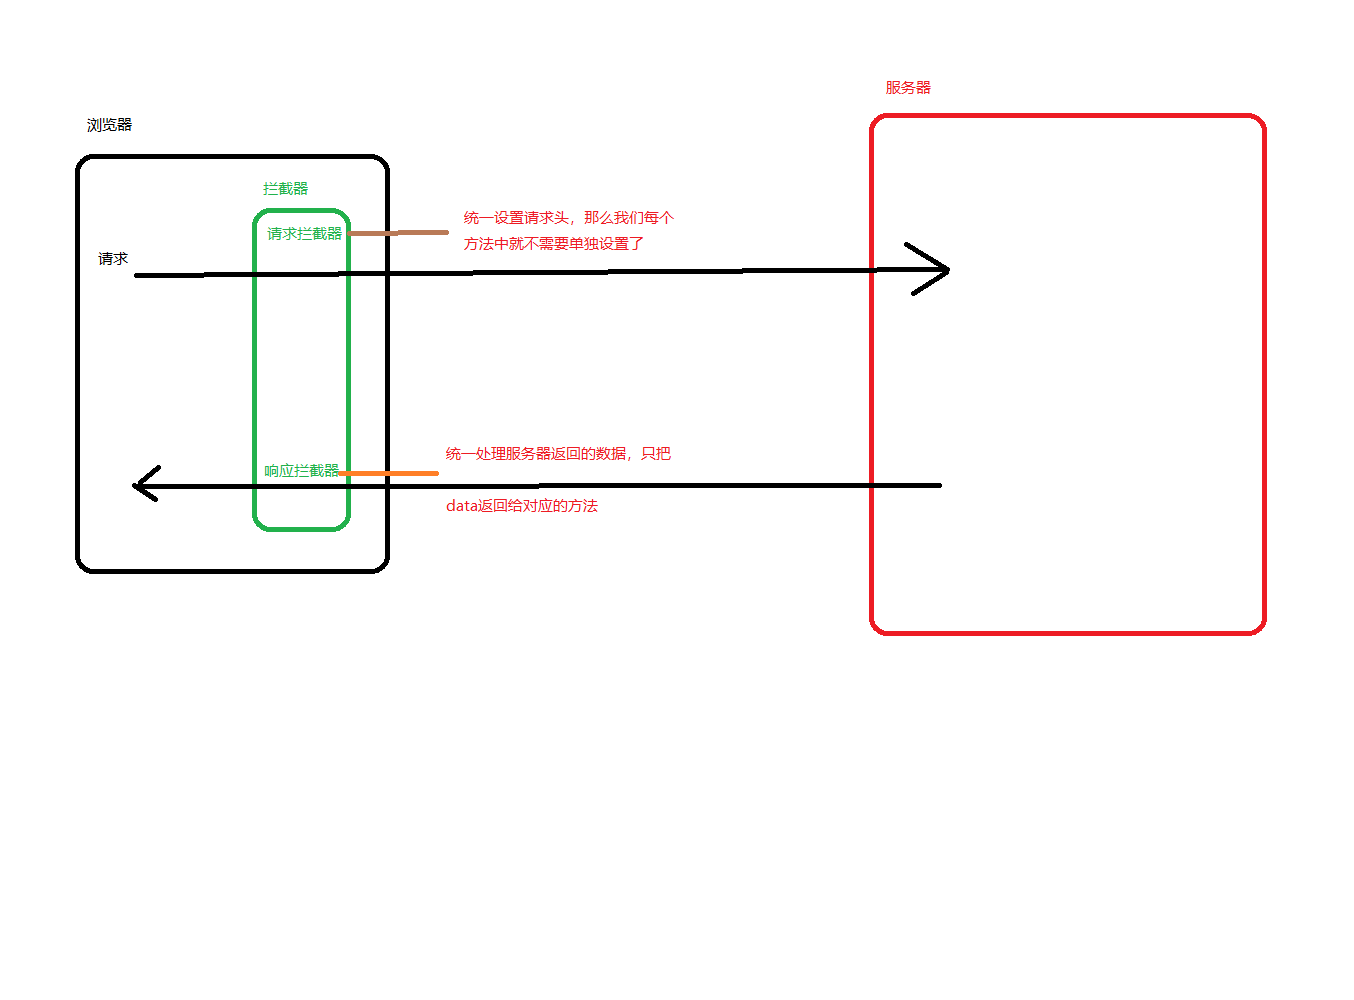 服务器
浏览器
拦截器
请求拦截器
统一设置请求头，那么我们每个
方法中就不需要单独设置了
请求
统一处理服务器返回的数据，只把
响应拦截器
data返回给对应的方法